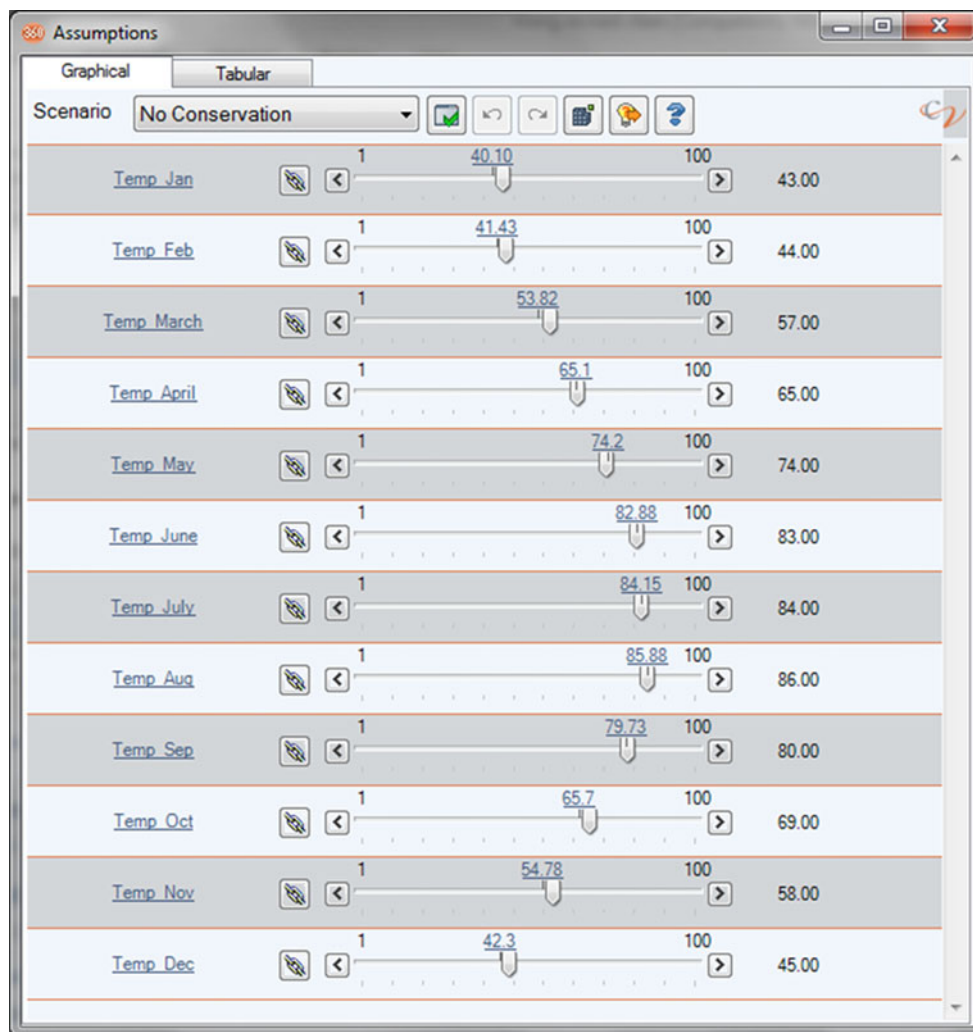 360 Assumptions
Graphical Tabular
Scenario No Conservation
CV
Temp Jan 1 40.10 100 43.00
Temp Feb 1 41.43 100 44.00
Temp March 1 53.82 100 57.00
Temp April 1 65.1 100 65.00
Temp May 1 74.2 100 74.00
Temp June 1 82.88 100 83.00
Temp July 1 84.15 100 84.00
Temp Aug 1 85.88 100 86.00
Temp Sep 1 79.73 100 80.00
Temp Oct 1 65.7 100 69.00
Temp Nov 1 54.78 100 58.00
Temp Dec 1 42.3 100 45.00